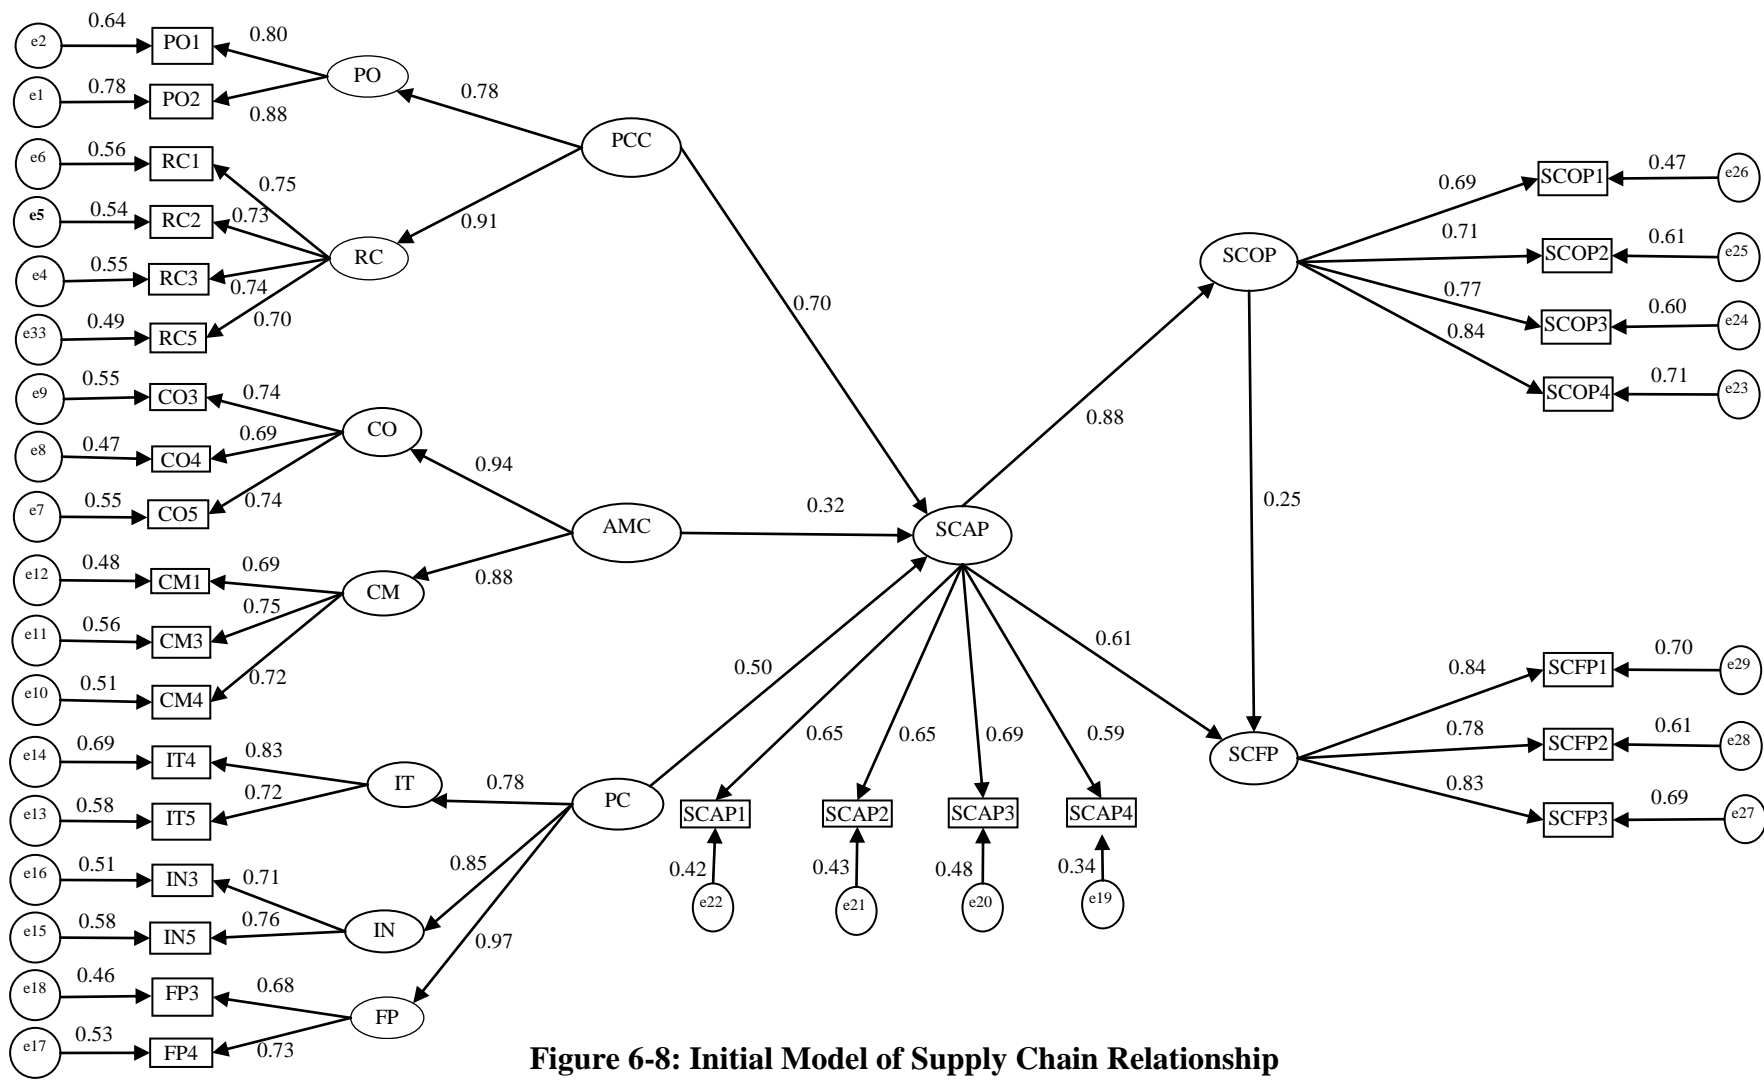 e2 0.64 PO1 0.80
PO
e1 0.78 PO2 0.88
0.78
PCC
e6 0.56 RC1 0.75
e5 0.54 RC2 0.73
RC
0.91
e4 0.55 RC3 0.74
e33 0.49 RC5 0.70
0.70
e9 0.55 CO3 0.74
CO
e8 0.47 CO4 0.69
0.94
e7 0.55 CO5 0.74
AMC
0.32
SCAP
e12 0.48 CM1 0.69
CM
0.88
e11 0.56 CM3 0.75
e10 0.51 CM4 0.72
0.50
e14 0.69 IT4 0.83
IT
0.78
PC
e13 0.58 IT5 0.72
e16 0.51 IN3 0.71
0.85
IN
e15 0.58 IN5 0.76
0.97
e18 0.46 FP3 0.68
FP
e17 0.53 FP4 0.73
0.65 0.65 0.69 0.59
SCAP1 SCAP2 SCAP3 SCAP4
0.42 0.43 0.48 0.34
e22 e21 e20 e19
0.88
0.61
0.25
SCOP
0.69 SCOP1 0.47 e26
0.71 SCOP2 0.61 e25
0.77 SCOP3 0.60 e24
0.84 SCOP4 0.71 e23
SCFP
0.84 SCFP1 0.70 e29
0.78 SCFP2 0.61 e28
0.83 SCFP3 0.69 e27
Figure 6-8: Initial Model of Supply Chain Relationship